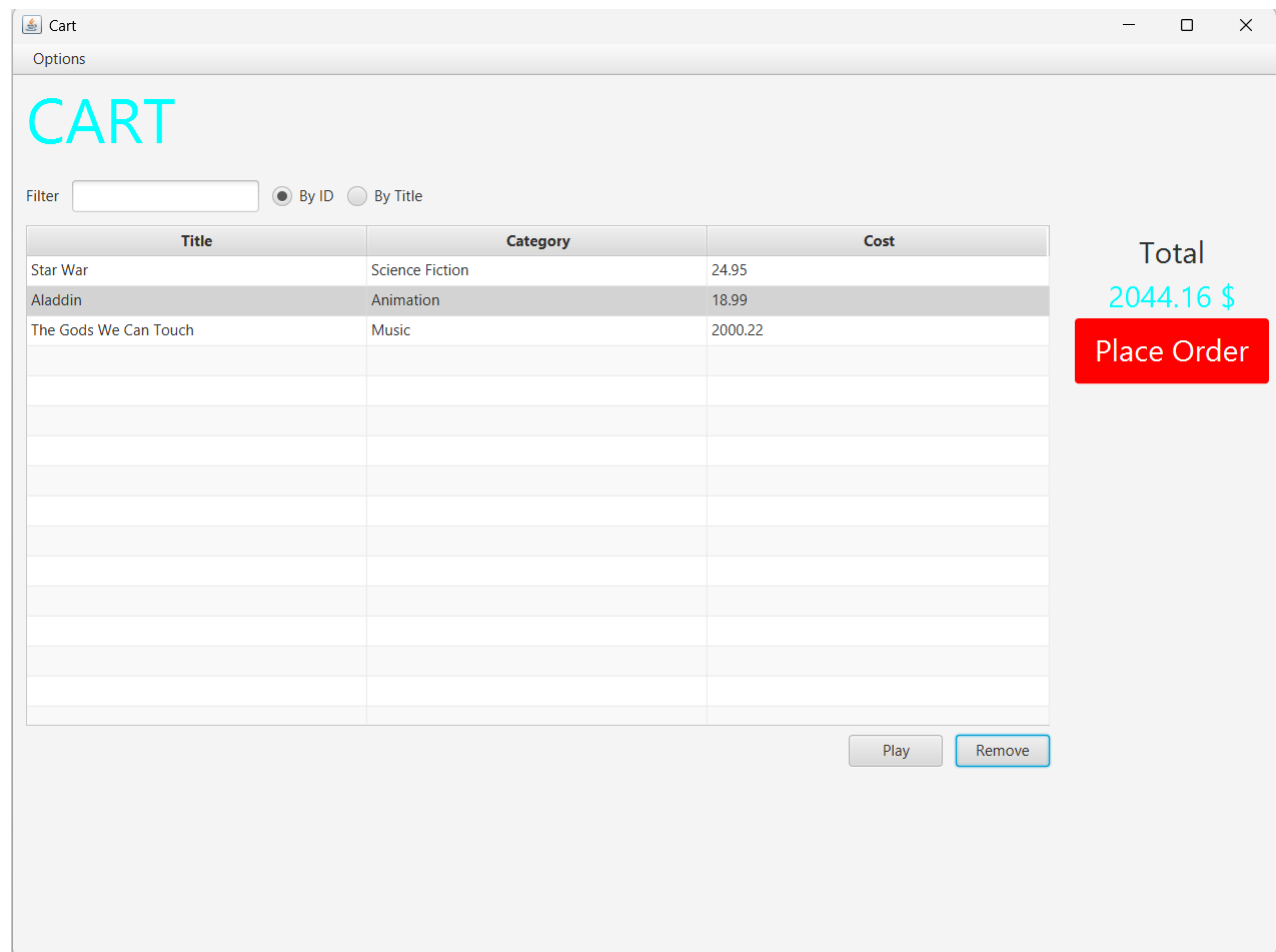 Cart
Options
CART
Filter By ID By Title
Title Category Cost
Star War Science Fiction 24.95
Aladdin Animation 18.99
The Gods We Can Touch Music 2000.22
Total
2044.16 $
Place Order
Play Remove